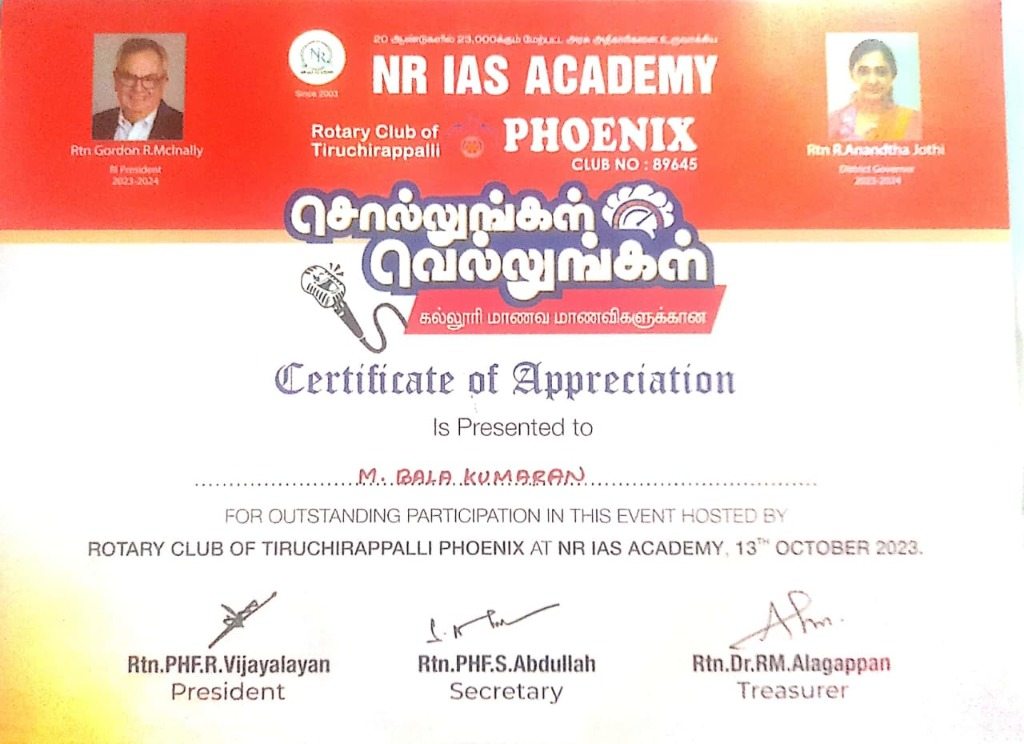 20 ஆண்டுகளில் 23,000க்கும் மேற்பட்ட அரசு அதிகாரிகளை உருவாக்கிய
NR
Since 2003
NR IAS ACADEMY
Rotary Club of
Tiruchirappalli
PHOENIX
CLUB NO : 89645
Rtn.Gordon.R.McInally
RI President
2023-2024
Rtn R.Anandtha Jothi
District Governor
2023-2024
சொல்லுங்கள்
வெல்லுங்கள்
கல்லூரி மாணவ மாணவிகளுக்கான
Certificate of Appreciation
Is Presented to
M. BALA KUMARAN
FOR OUTSTANDING PARTICIPATION IN THIS EVENT HOSTED BY
ROTARY CLUB OF TIRUCHIRAPPALLI PHOENIX AT NR IAS ACADEMY, 13TH OCTOBER 2023.
Rtn.PHF.R.Vijayalayan
President
Rtn.PHF.S.Abdullah
Secretary
Rtn.Dr.RM.Alagappan
Treasurer